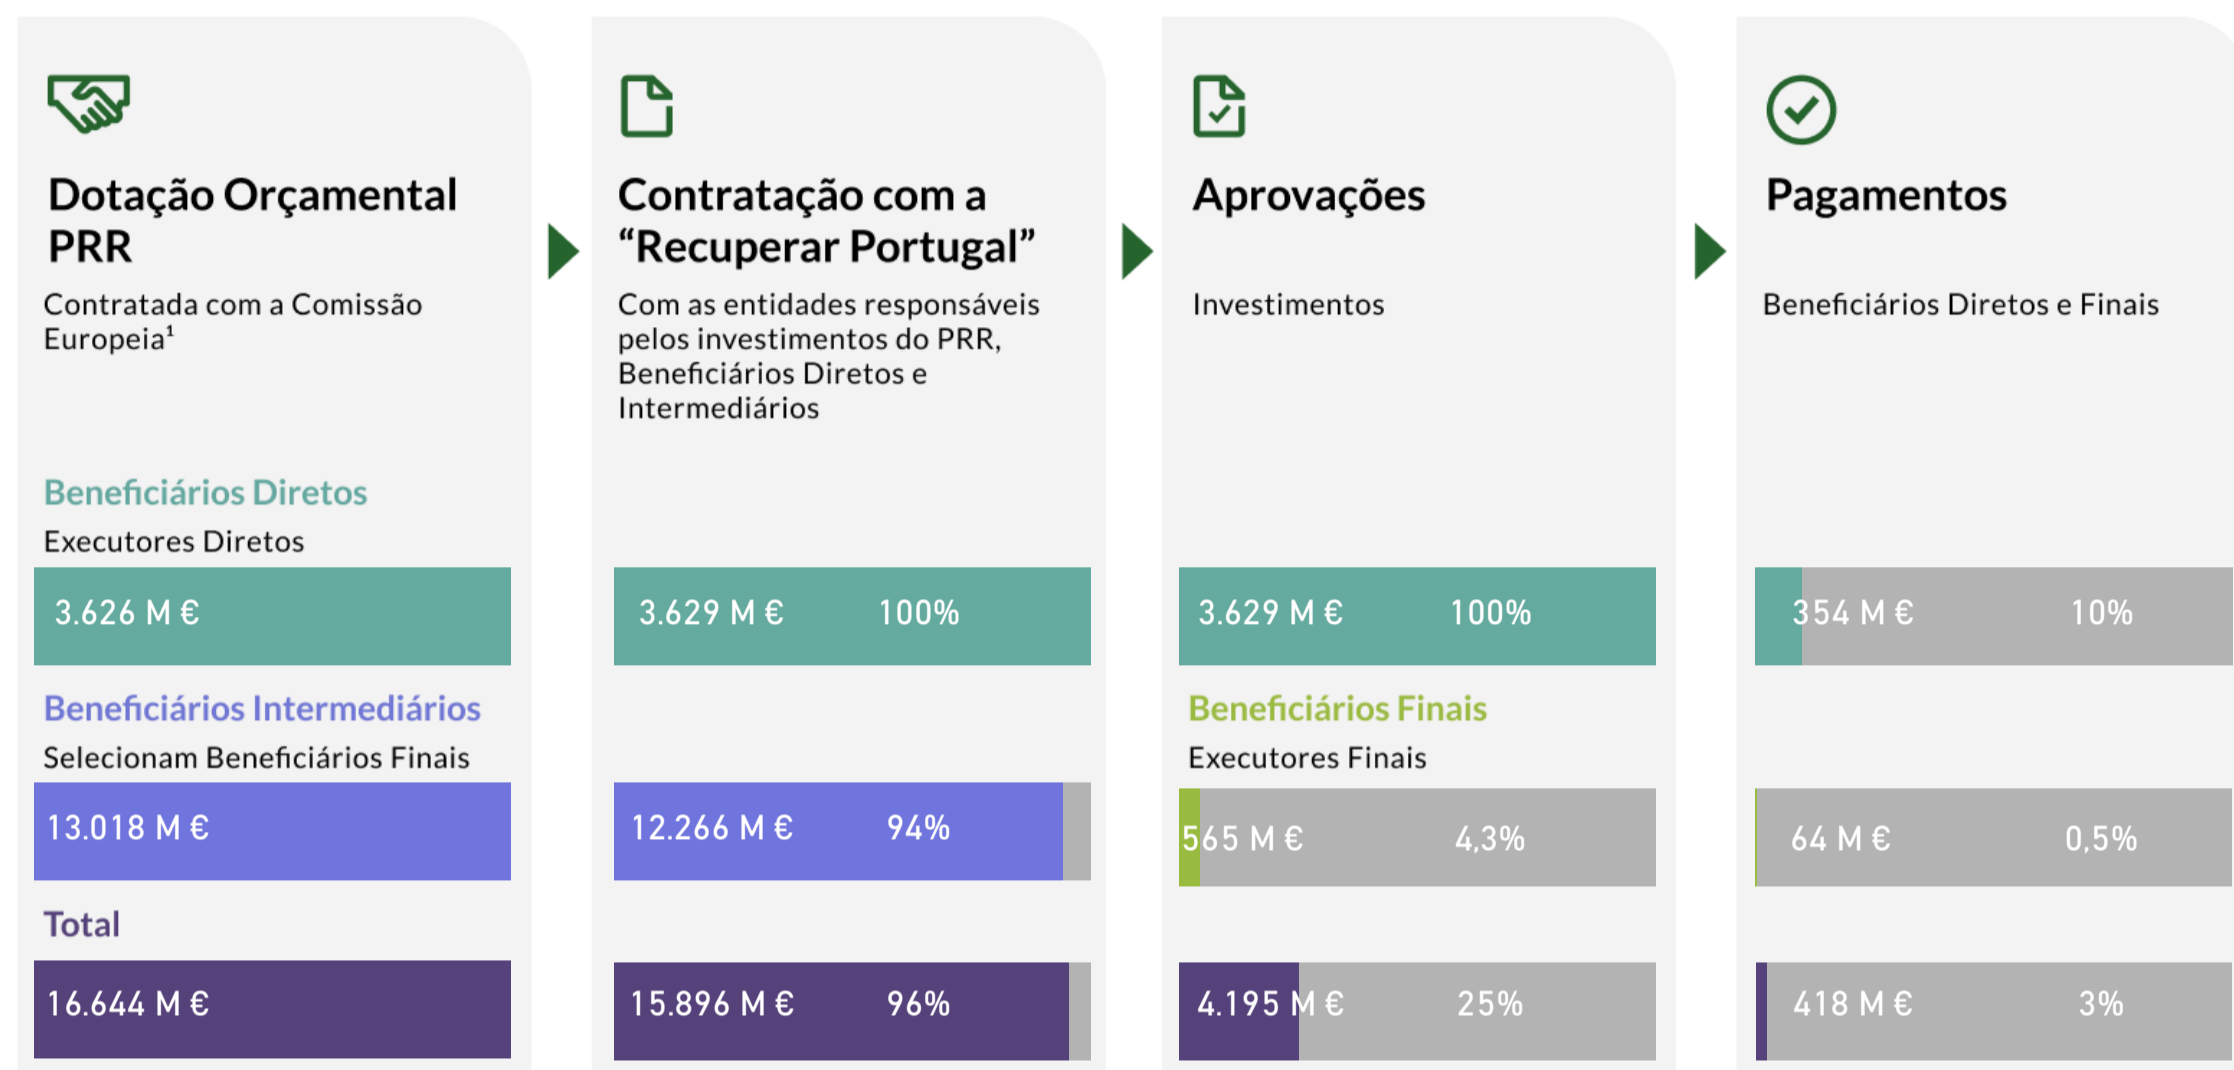 Dotação Orçamental
PRR
Contratada com a Comissão
Europeia¹
Beneficiários Diretos
Executores Diretos
3.626 M €
Beneficiários Intermediários
Selecionam Beneficiários Finais
13.018 M €
Total
16.644 M €
Contratação com a
“Recuperar Portugal”
Com as entidades responsáveis
pelos investimentos do PRR,
Beneficiários Diretos e
Intermediários
3.629 M € 100%
12.266 M € 94%
15.896 M € 96%
Aprovações
Investimentos
3.629 M € 100%
Beneficiários Finais
Executores Finais
565 M € 4,3%
4.195 M € 25%
Pagamentos
Beneficiários Diretos e Finais
354 M € 10%
64 M € 0,5%
418 M € 3%